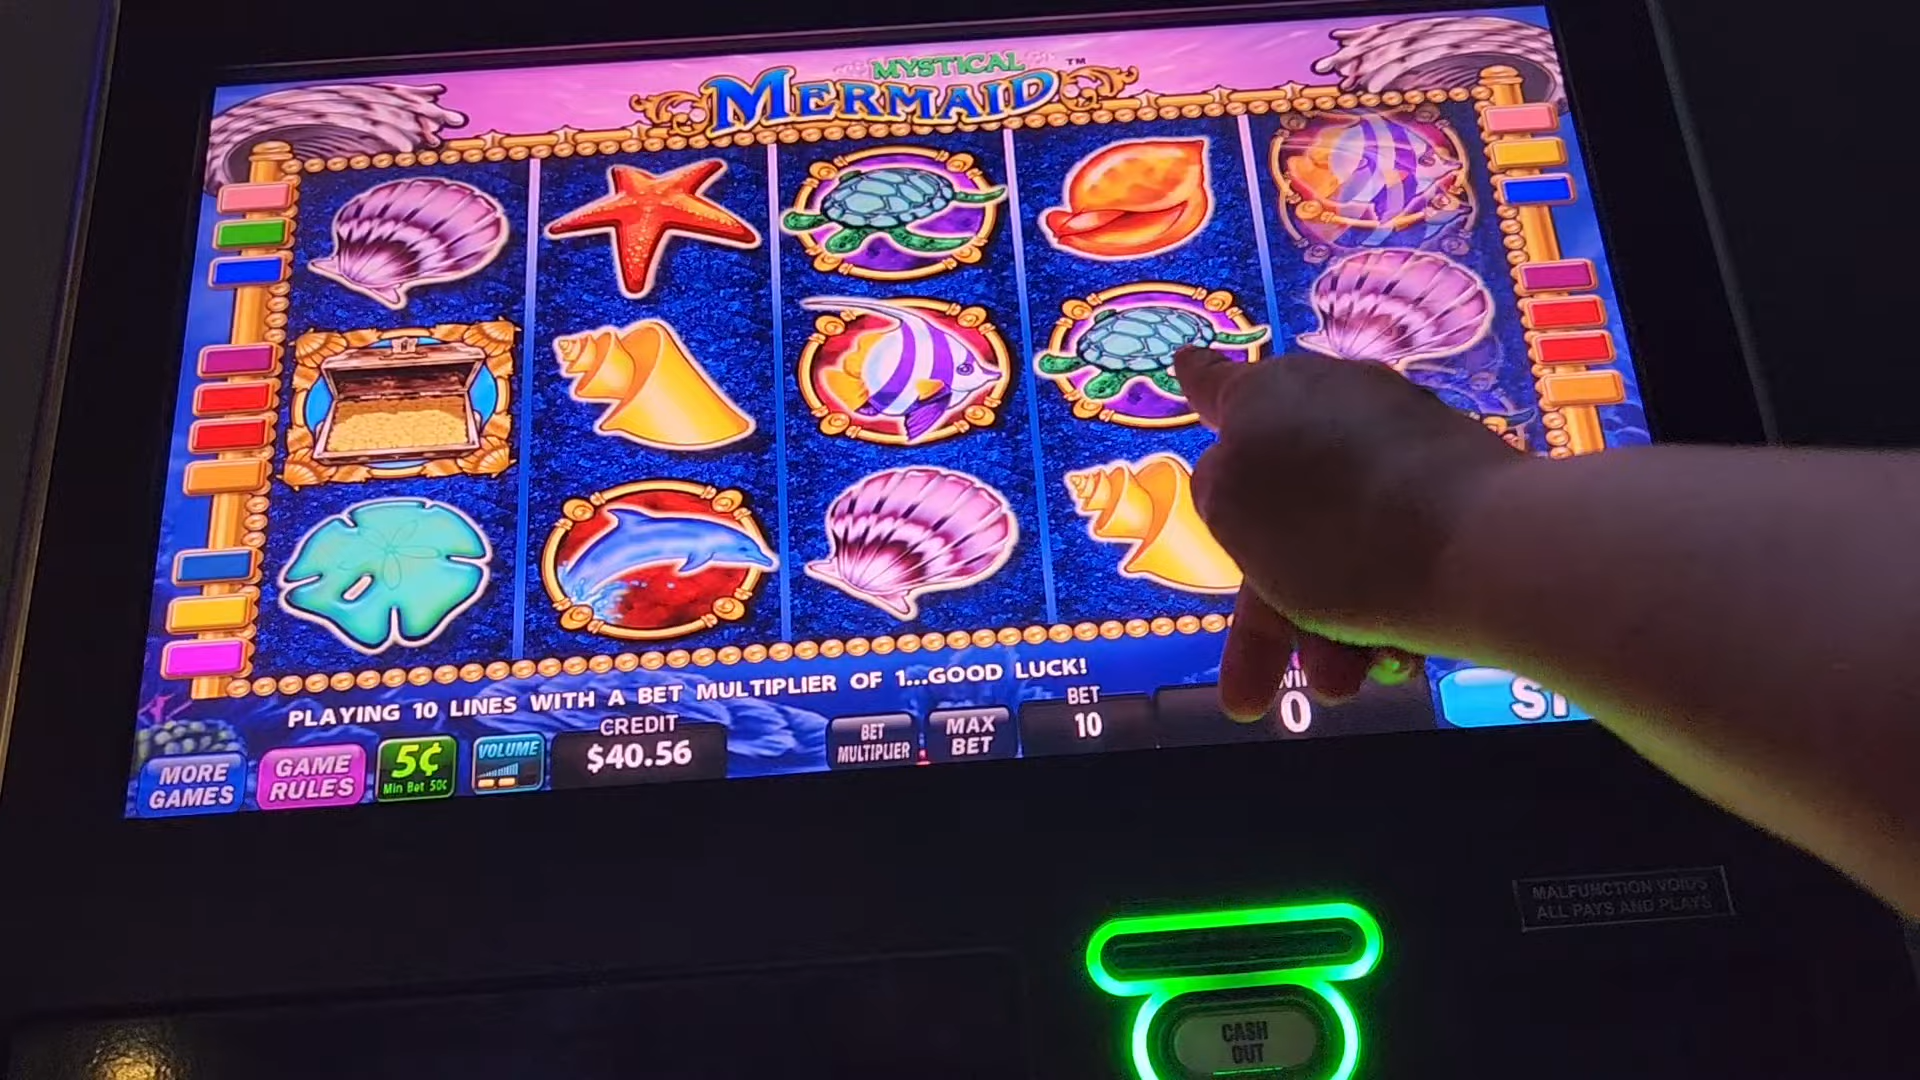 MYSTICAL
MERMAID™
PLAYING 10 LINES WITH A BET MULTIPLIER OF 1...GOOD LUCK!
MORE
GAMES
GAME
RULES
5¢
Min Bet 50¢
VOLUME
CREDIT
$40.56
BET
MULTIPLIER
MAX
BET
BET
10
0
MALFUNCTION VOIDS
ALL PAYS AND PLAYS
CASH
OUT